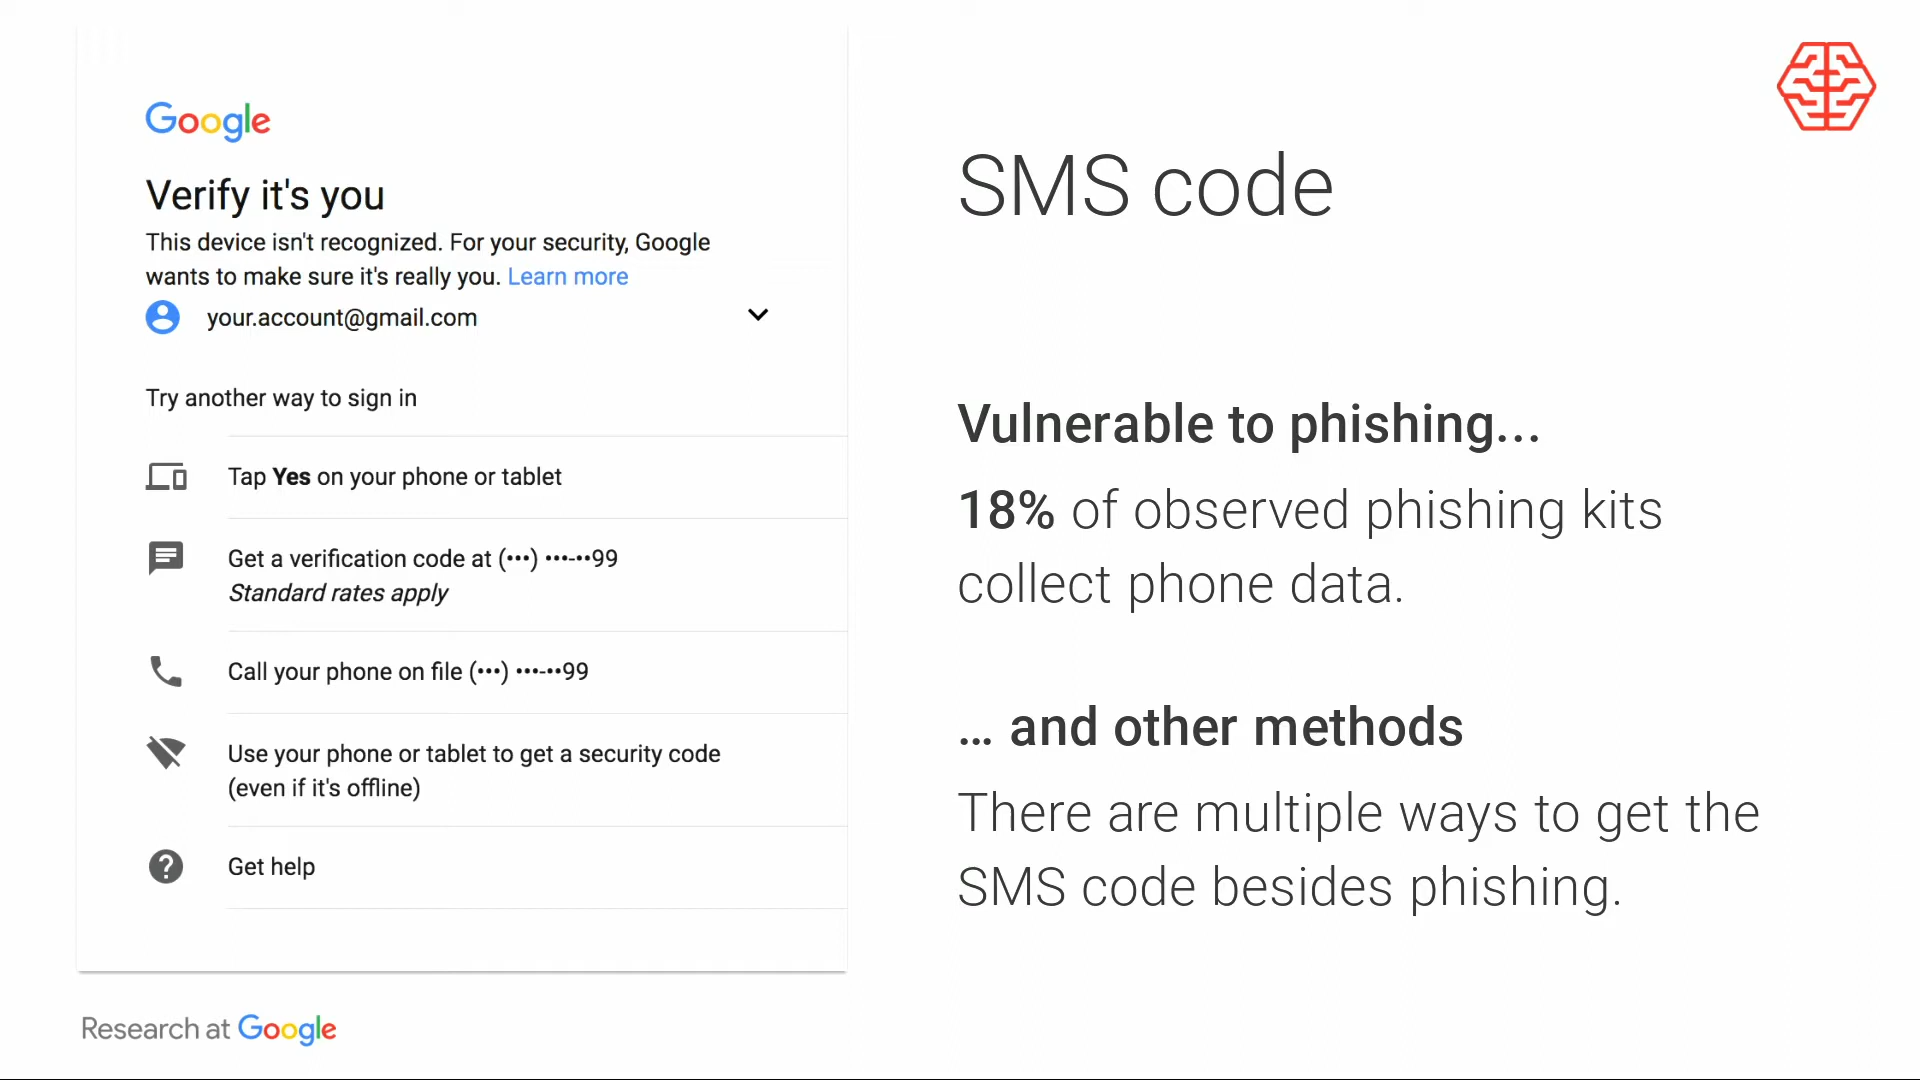 Google
Verify it's you
This device isn't recognized. For your security, Google
wants to make sure it's really you. Learn more
your.account@gmail.com
Try another way to sign in
Tap Yes on your phone or tablet
Get a verification code at (•••) •••-••99
Standard rates apply
Call your phone on file (•••) •••-••99
Use your phone or tablet to get a security code
(even if it's offline)
Get help
SMS code
Vulnerable to phishing...
18% of observed phishing kits
collect phone data.
... and other methods
There are multiple ways to get the
SMS code besides phishing.
Research at Google